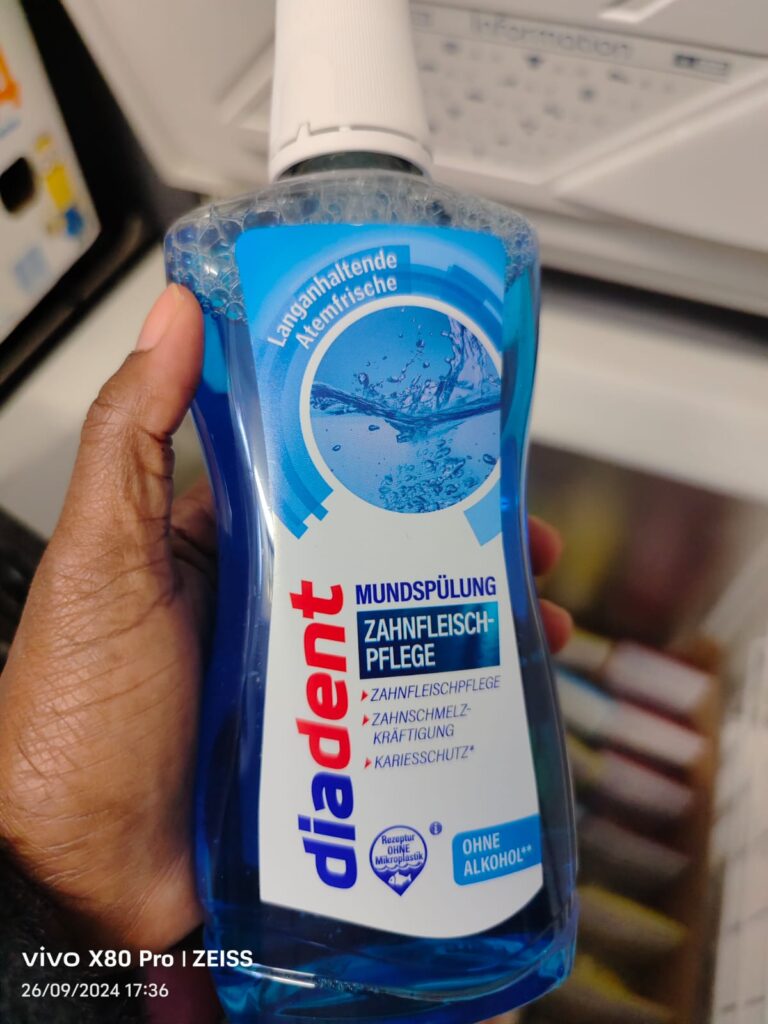 Information
Langanhaltende
Atemfrische
diadent
MUNDSPÜLUNG
ZAHNFLEISCH-
PFLEGE
ZAHNFLEISCHPFLEGE
ZAHNSCHMELZ-
KRÄFTIGUNG
KARIESSCHUTZ*
Rezeptur
OHNE
Mikroplastik
i
OHNE
ALKOHOL**
vivo X80 Pro | ZEISS
26/09/2024 17:36